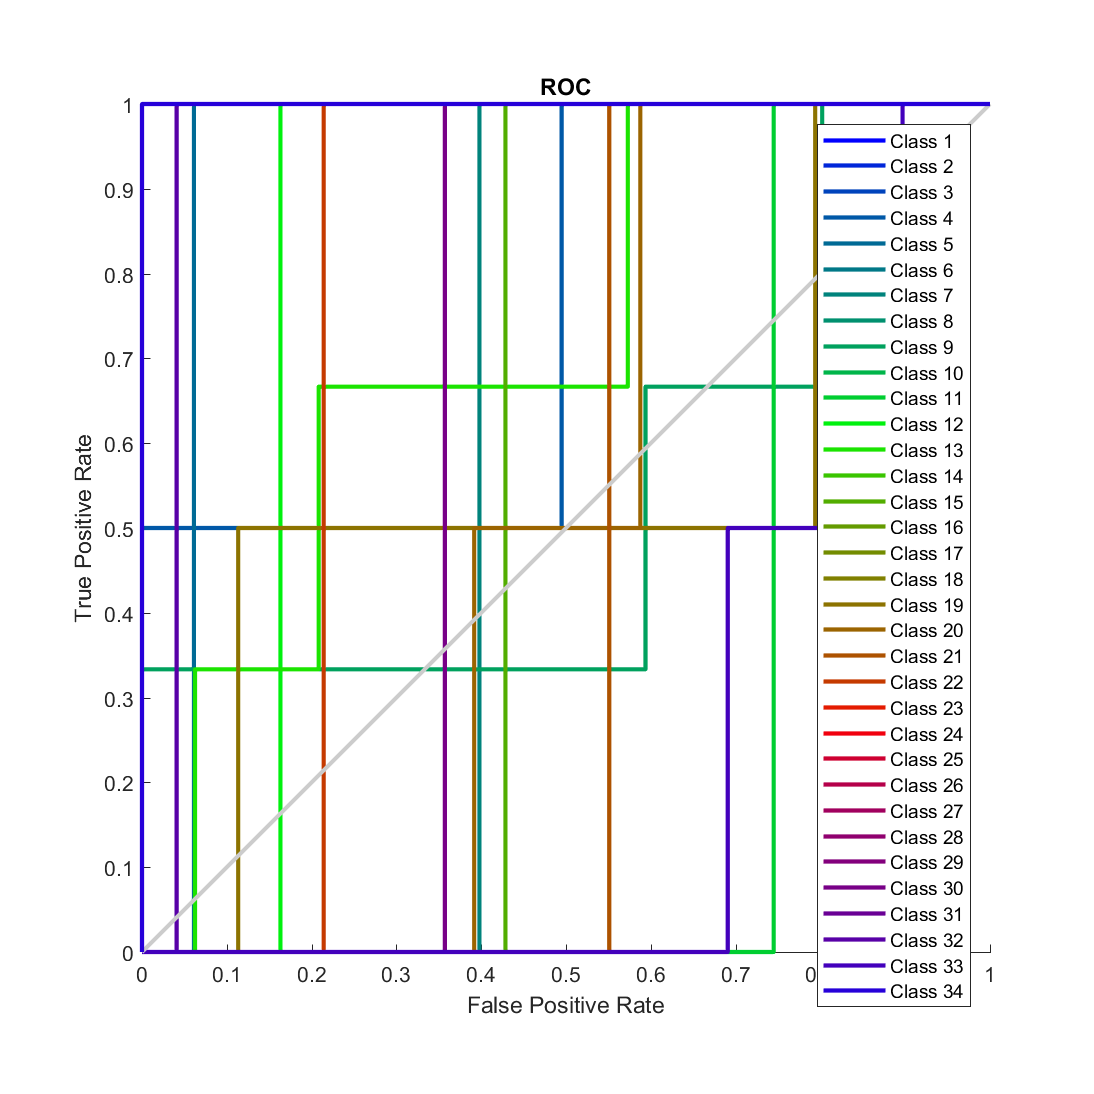 ROC
True Positive Rate
1
0.9
0.8
0.7
0.6
0.5
0.4
0.3
0.2
0.1
0
Class 1
Class 2
Class 3
Class 4
Class 5
Class 6
Class 7
Class 8
Class 9
Class 10
Class 11
Class 12
Class 13
Class 14
Class 15
Class 16
Class 17
Class 18
Class 19
Class 20
Class 21
Class 22
Class 23
Class 24
Class 25
Class 26
Class 27
Class 28
Class 29
Class 30
Class 31
Class 32
Class 33
Class 34
0 0.1 0.2 0.3 0.4 0.5 0.6 0.7 1
False Positive Rate